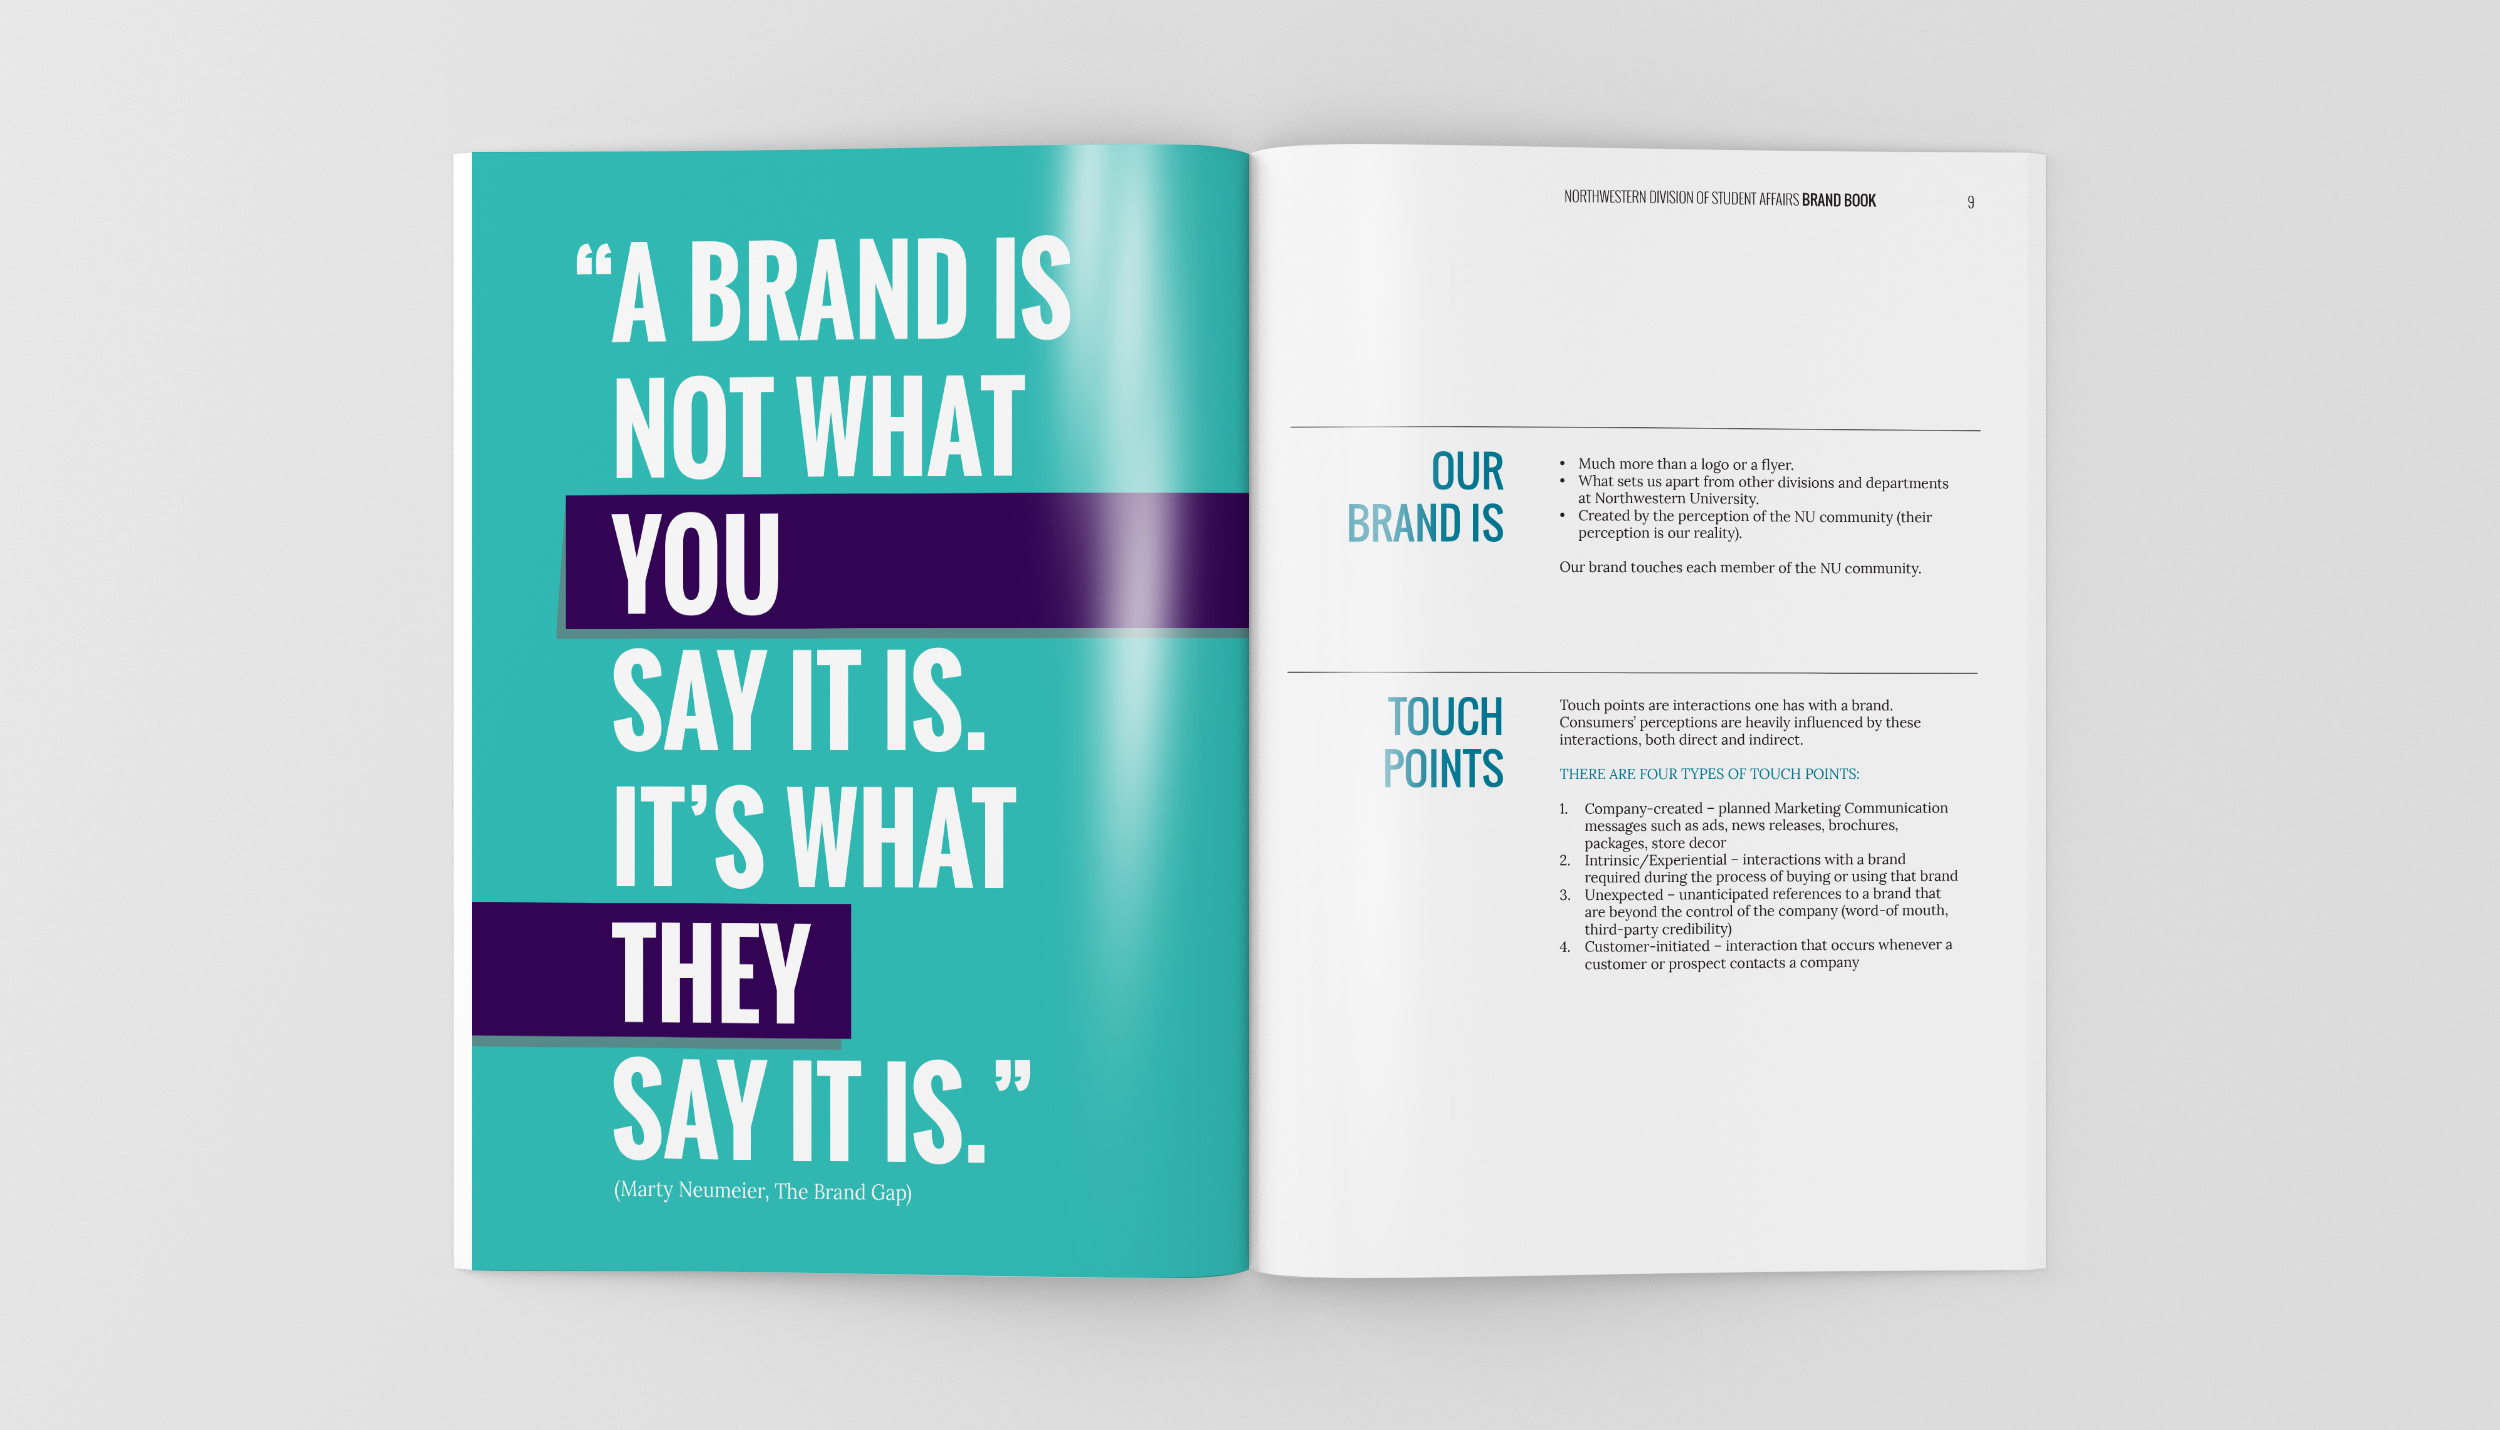 “A BRAND IS
NOT WHAT
YOU
SAY IT IS.
IT’S WHAT
THEY
SAY IT IS.”
(Marty Neumeier, The Brand Gap)
NORTHWESTERN DIVISION OF STUDENT AFFAIRS BRAND BOOK 9
OUR
BRAND IS
• Much more than a logo or a flyer.
• What sets us apart from other divisions and departments
at Northwestern University.
• Created by the perception of the NU community (their
perception is our reality).
Our brand touches each member of the NU community.
TOUCH
POINTS
Touch points are interactions one has with a brand.
Consumers’ perceptions are heavily influenced by these
interactions, both direct and indirect.
THERE ARE FOUR TYPES OF TOUCH POINTS:
1. Company-created – planned Marketing Communication
messages such as ads, news releases, brochures,
packages, store decor
2. Intrinsic/Experiential – interactions with a brand
required during the process of buying or using that brand
3. Unexpected – unanticipated references to a brand that
are beyond the control of the company (word-of mouth,
third-party credibility)
4. Customer-initiated – interaction that occurs whenever a
customer or prospect contacts a company